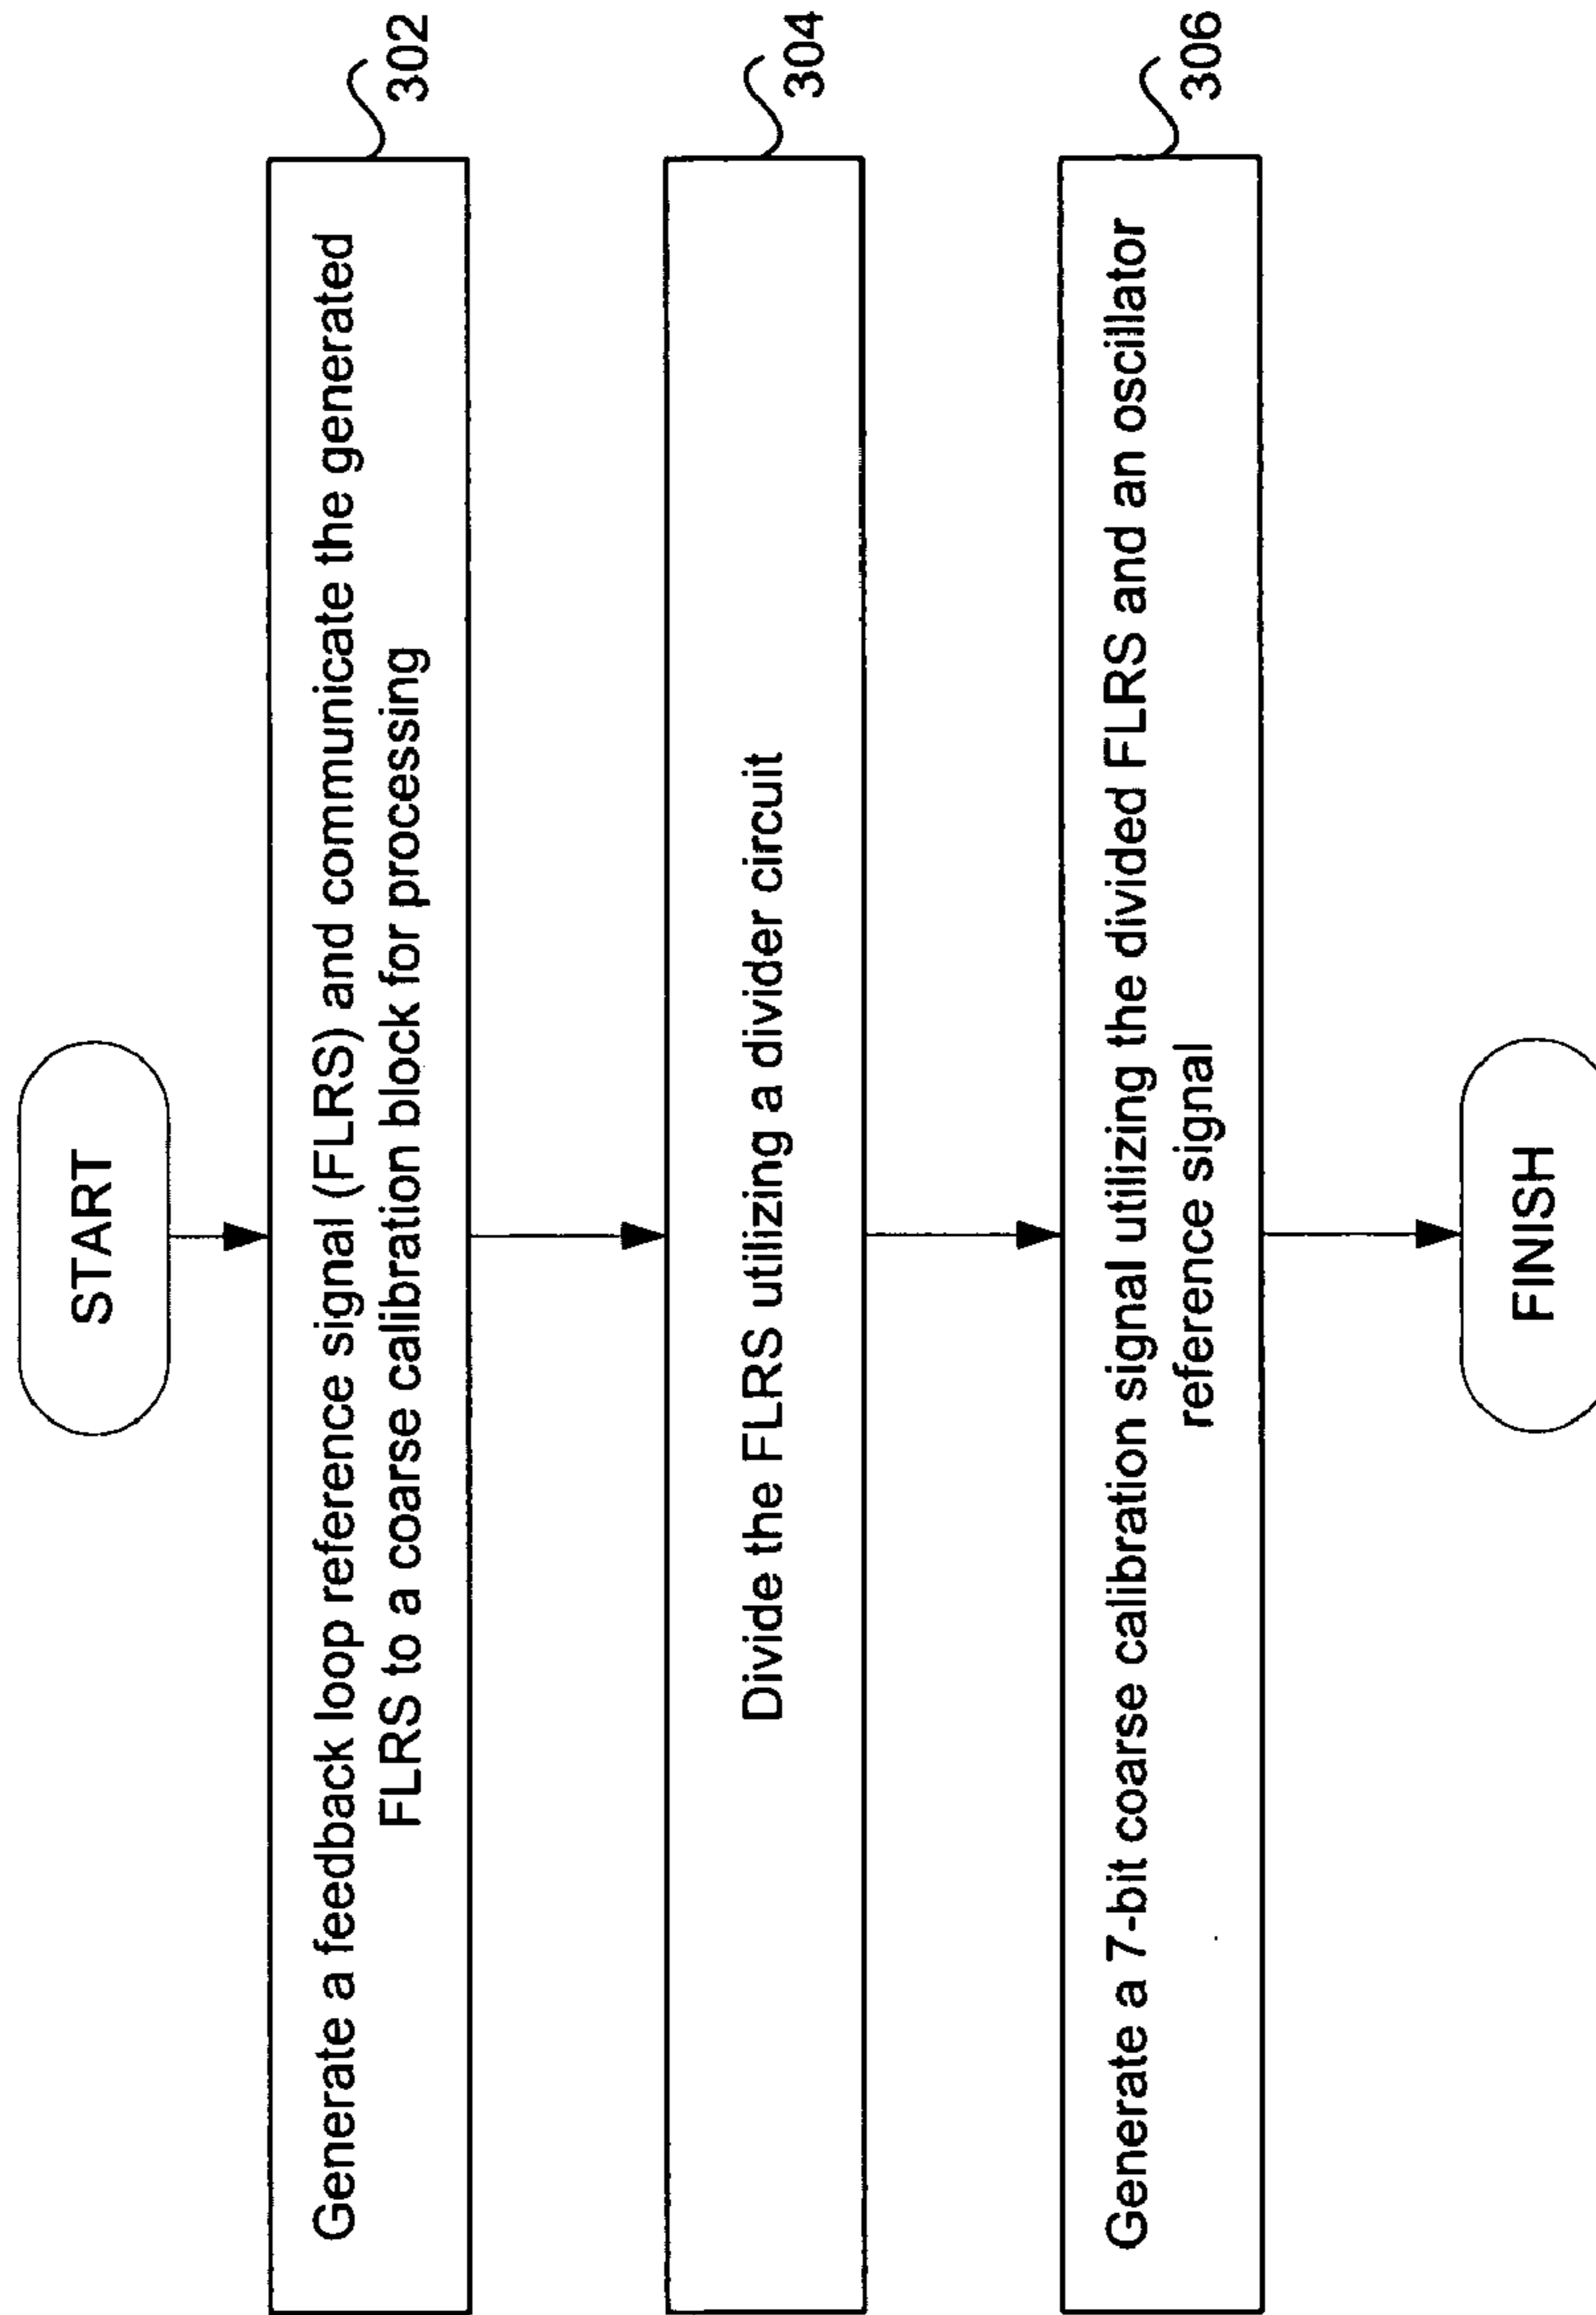 START
Generate a feedback loop reference signal (FLRS) and communicate the generated
FLRS to a coarse calibration block for processing
302
Divide the FLRS utilizing a divider circuit
304
Generate a 7-bit coarse calibration signal utilizing the divided FLRS and an oscillator
reference signal
306
FINISH